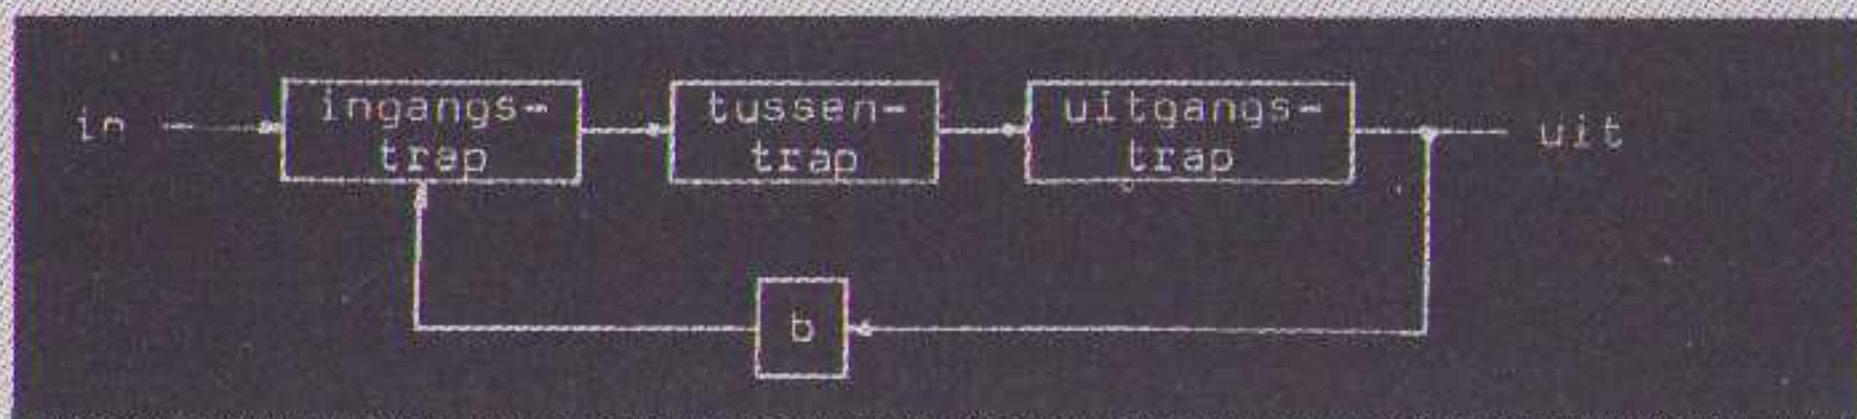 in
ingangs-
trap
tussen-
trap
uitgangs-
trap
uit
b